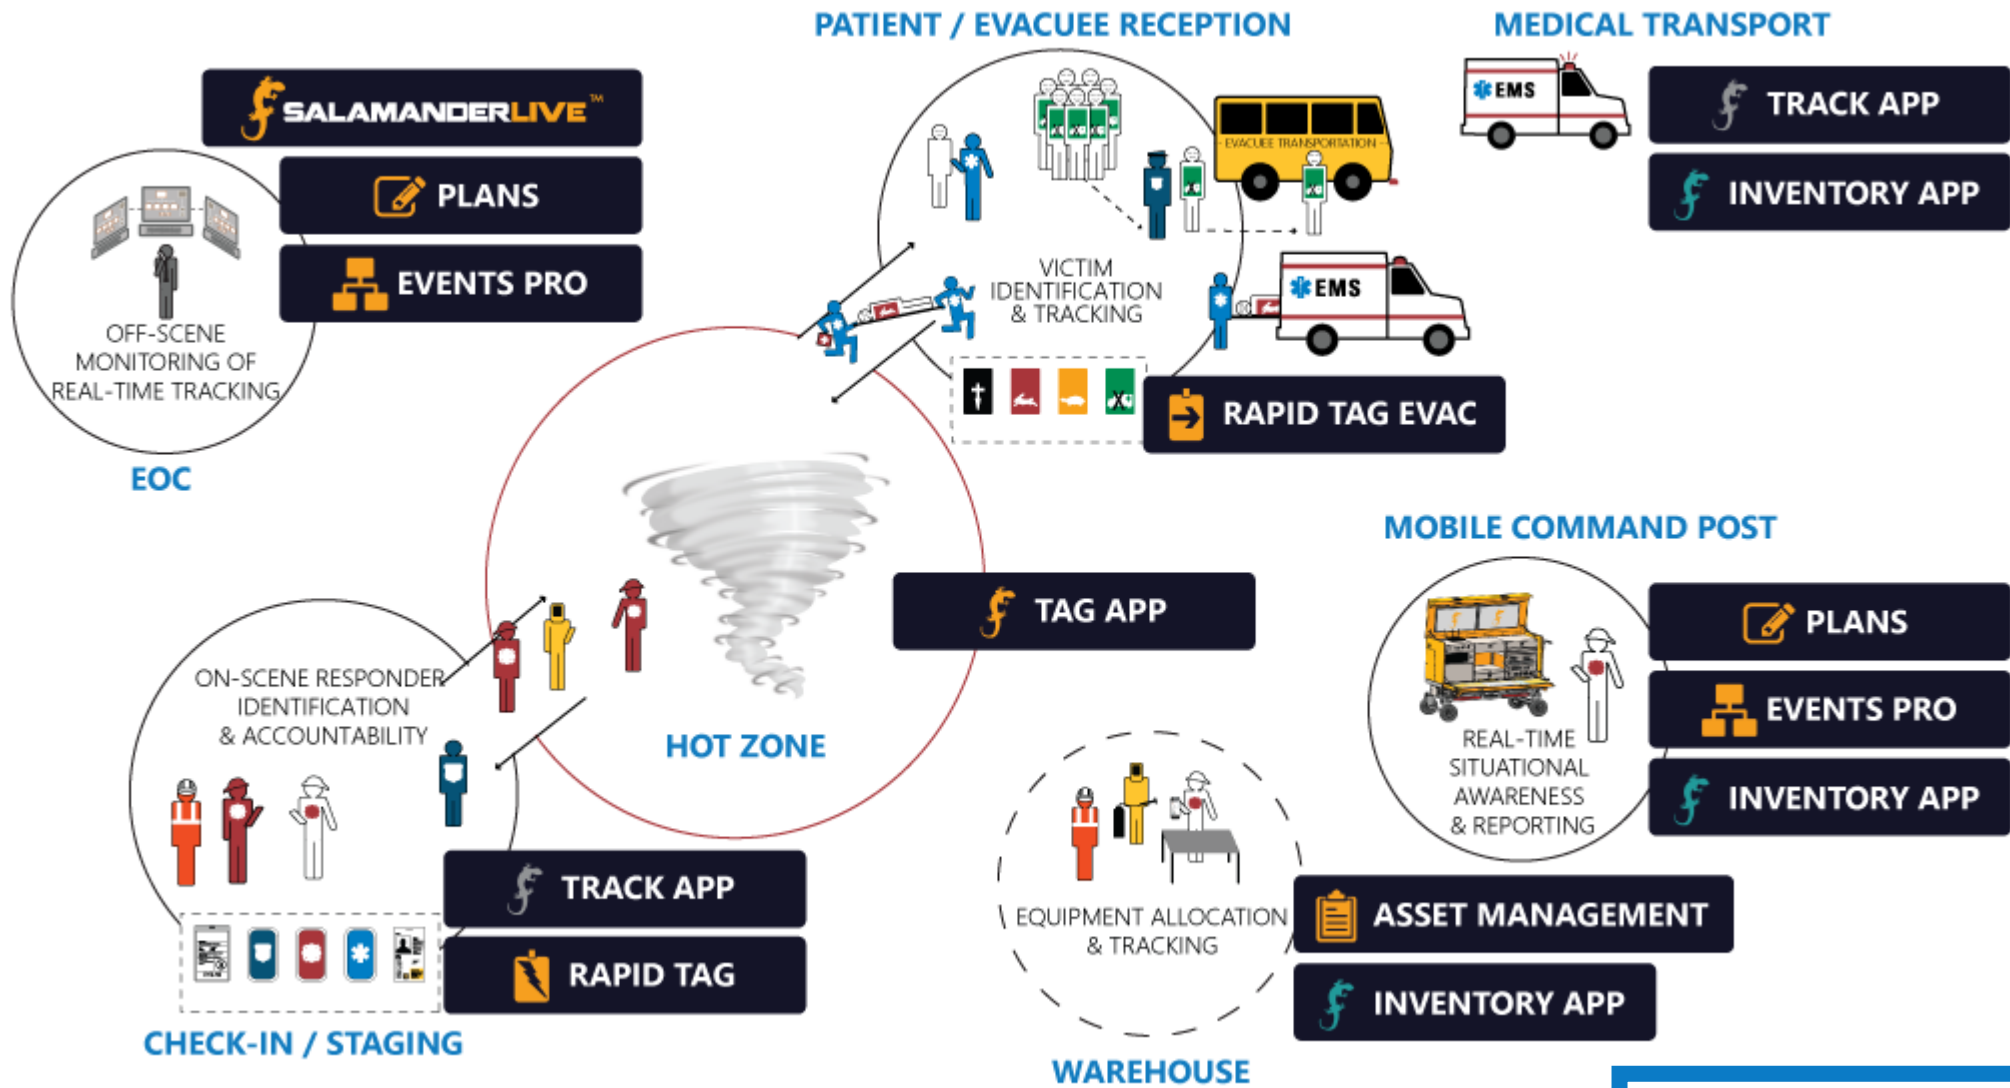 PATIENT / EVACUEE RECEPTION
MEDICAL TRANSPORT
SALAMANDERLIVE™
PLANS
EVENTS PRO
OFF-SCENE
MONITORING OF
REAL-TIME TRACKING
EOC
EVACUEE TRANSPORTATION
VICTIM
IDENTIFICATION
& TRACKING
EMS
RAPID TAG EVAC
EMS
TRACK APP
INVENTORY APP
TAG APP
HOT ZONE
MOBILE COMMAND POST
REAL-TIME
SITUATIONAL
AWARENESS
& REPORTING
PLANS
EVENTS PRO
INVENTORY APP
ON-SCENE RESPONDER
IDENTIFICATION
& ACCOUNTABILITY
TRACK APP
RAPID TAG
CHECK-IN / STAGING
EQUIPMENT ALLOCATION
& TRACKING
ASSET MANAGEMENT
INVENTORY APP
WAREHOUSE